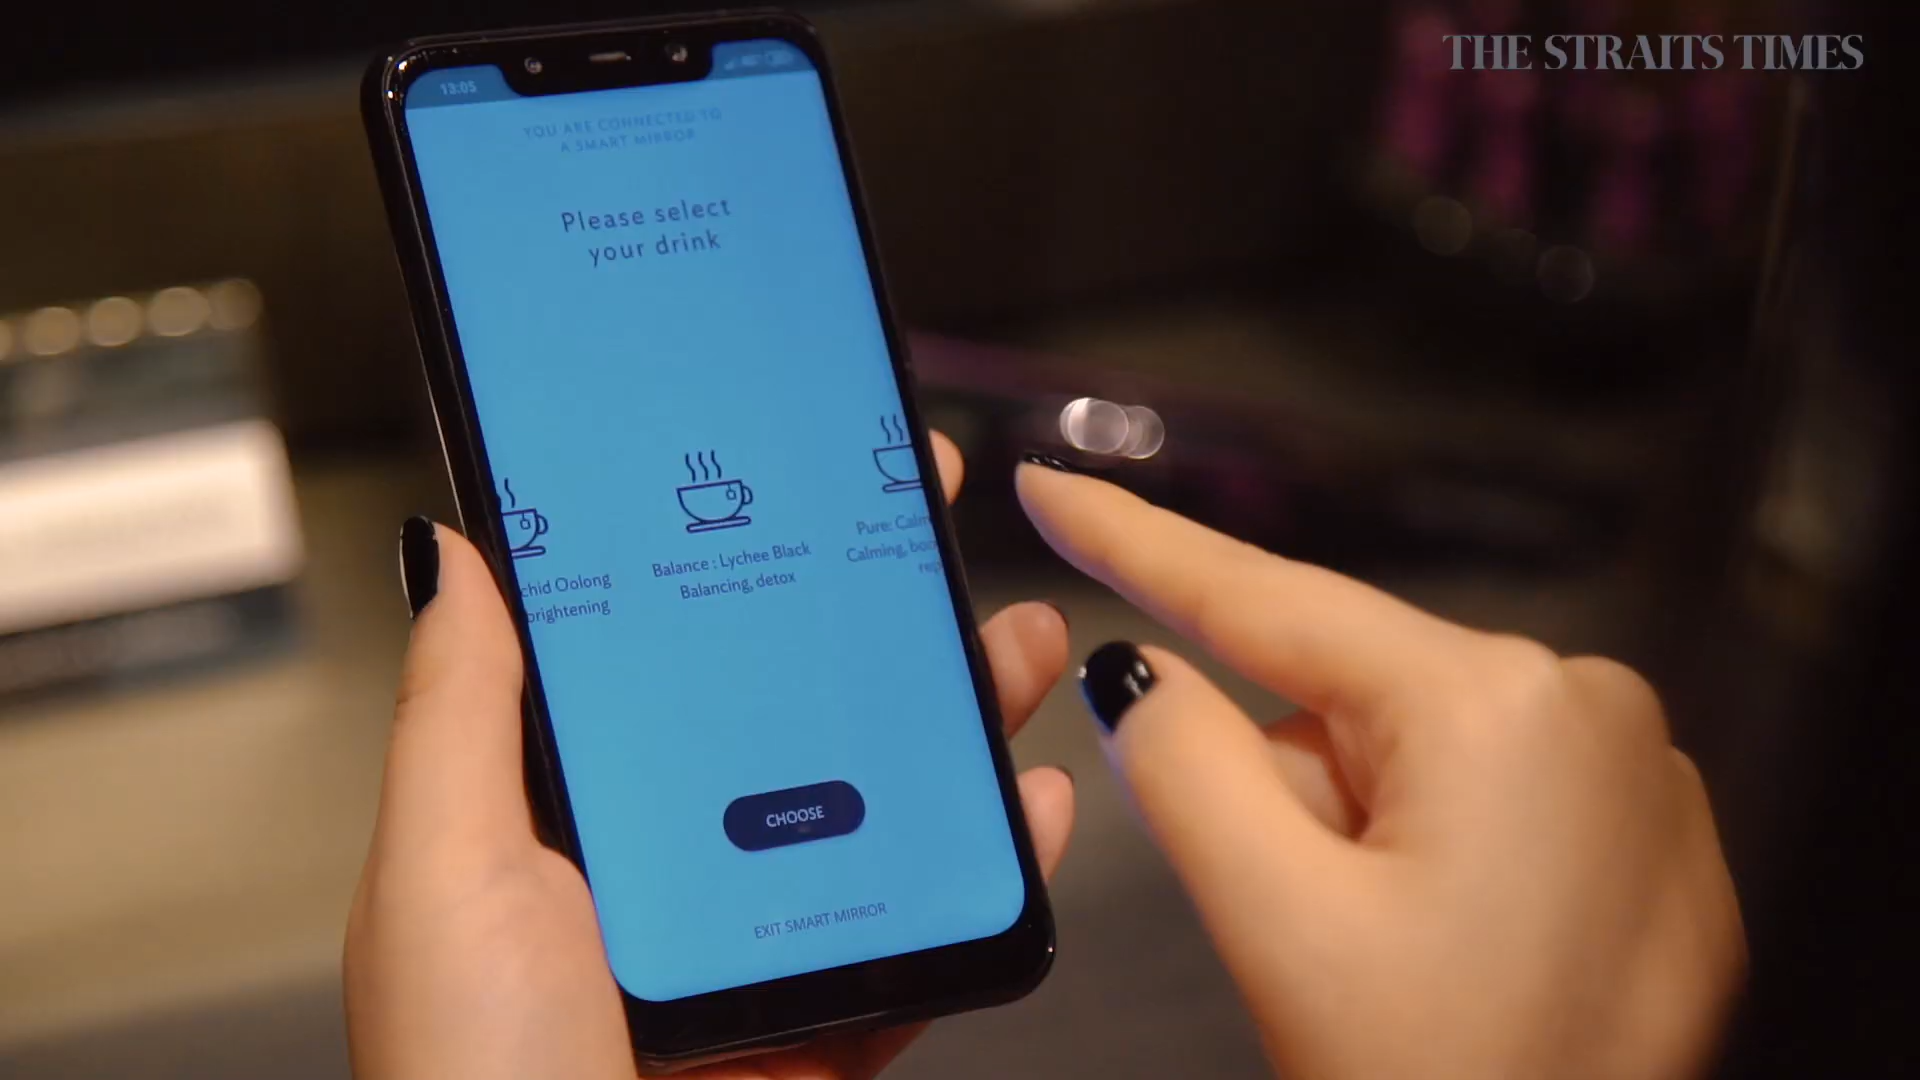 THE STRAITS TIMES
13:05
YOU ARE CONNECTED TO
A SMART MIRROR
Please select
your drink
chid Oolong
brightening
Balance : Lychee Black
Balancing, detox
Pure: Calm
Calming, boo
rep
CHOOSE
EXIT SMART MIRROR